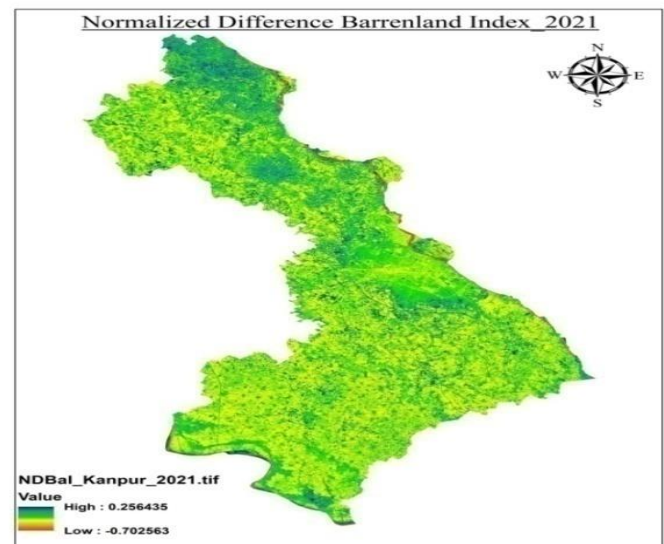 Normalized Difference Barrenland Index_2021
N
W E
S
NDBaI_Kanpur_2021.tif
Value
High : 0.256435
Low : -0.702563